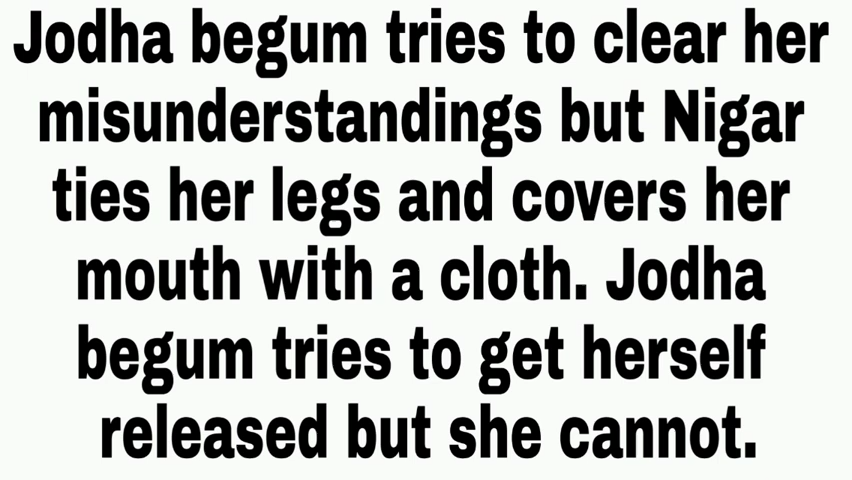 Jodha begum tries to clear her
misunderstandings but Nigar
ties her legs and covers her
mouth with a cloth. Jodha
begum tries to get herself
released but she cannot.